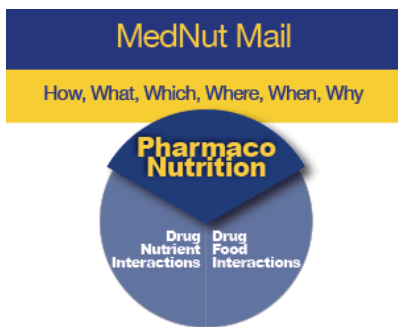 MedNut Mail
How, What, Which, Where, When, Why
Pharmaco
Nutrition
Drug
Nutrient
Interactions
Drug
Food
Interactions